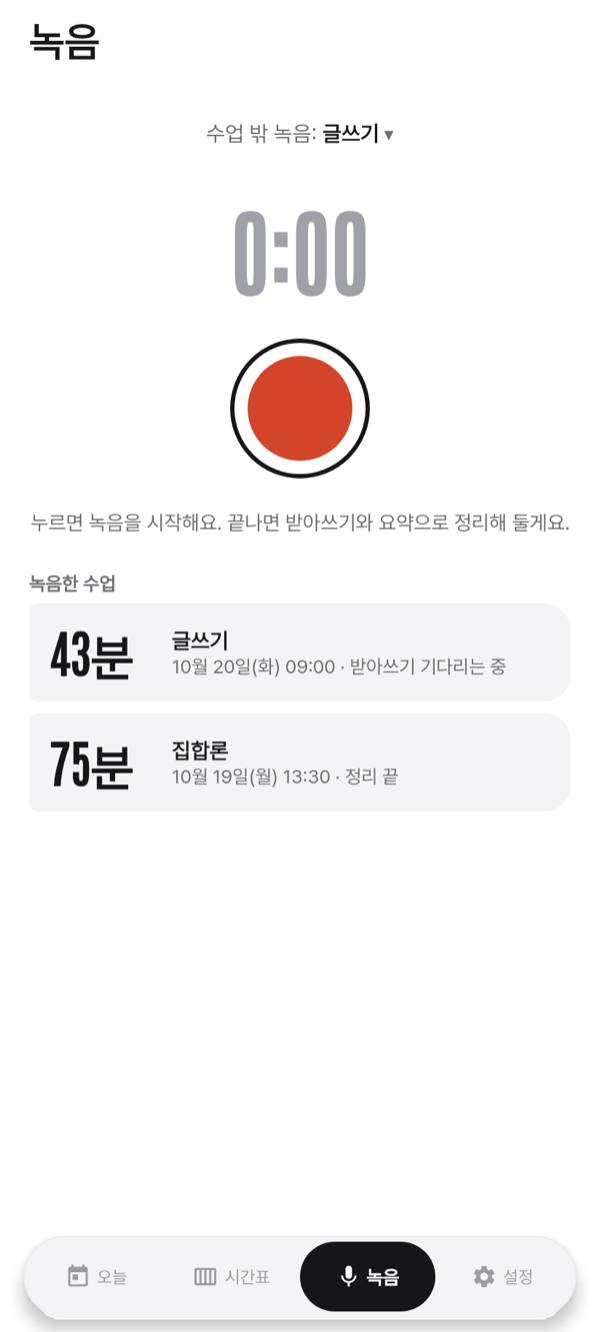 녹음
수업 밖 녹음: 글쓰기 ▾
0:00
누르면 녹음을 시작해요. 끝나면 받아쓰기와 요약으로 정리해 둘게요.
녹음한 수업
43분
글쓰기
10월 20일(화) 09:00 · 받아쓰기 기다리는 중
75분
집합론
10월 19일(월) 13:30 · 정리 끝
오늘
시간표
녹음
설정